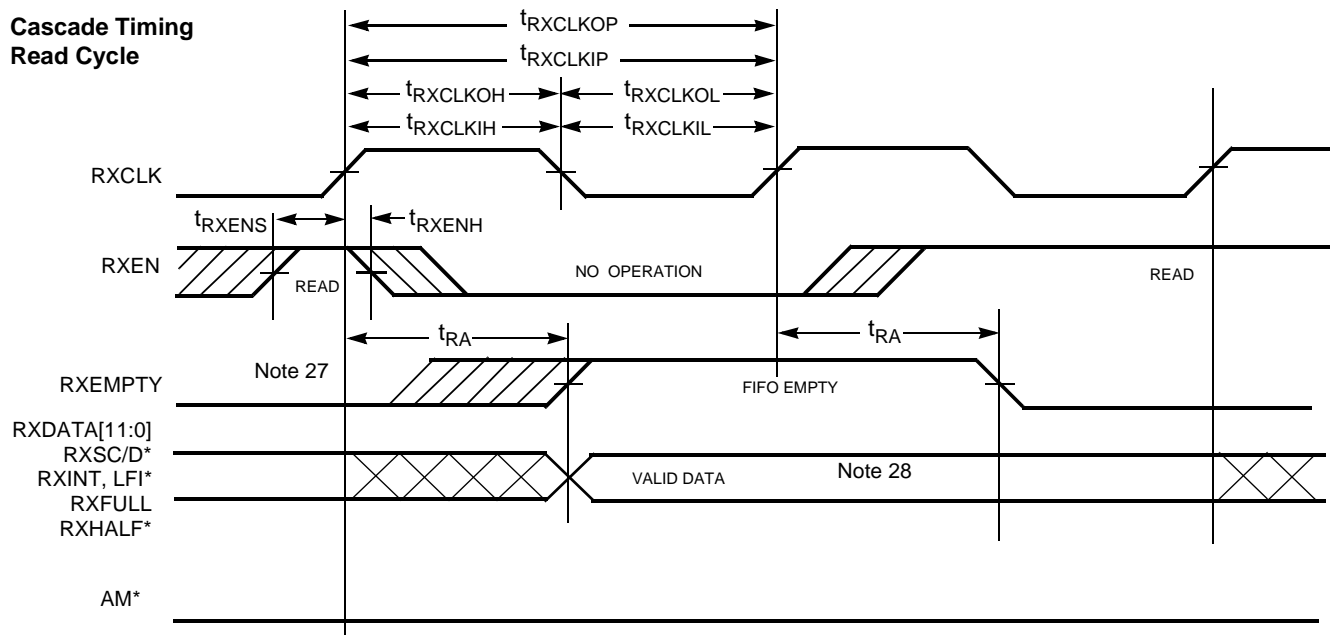 Cascade Timing
Read Cycle
tRXCLKOP
tRXCLKIP
tRXCLKOH
tRXCLKOL
tRXCLKIH
tRXCLKIL
RXCLK
tRXENS
tRXENH
RXEN
READ
NO OPERATION
READ
tRA
tRA
Note 27
RXEMPTY
FIFO EMPTY
RXDATA[11:0]
RXSC/D*
RXINT, LFI*
RXFULL
RXHALF*
VALID DATA
Note 28
AM*